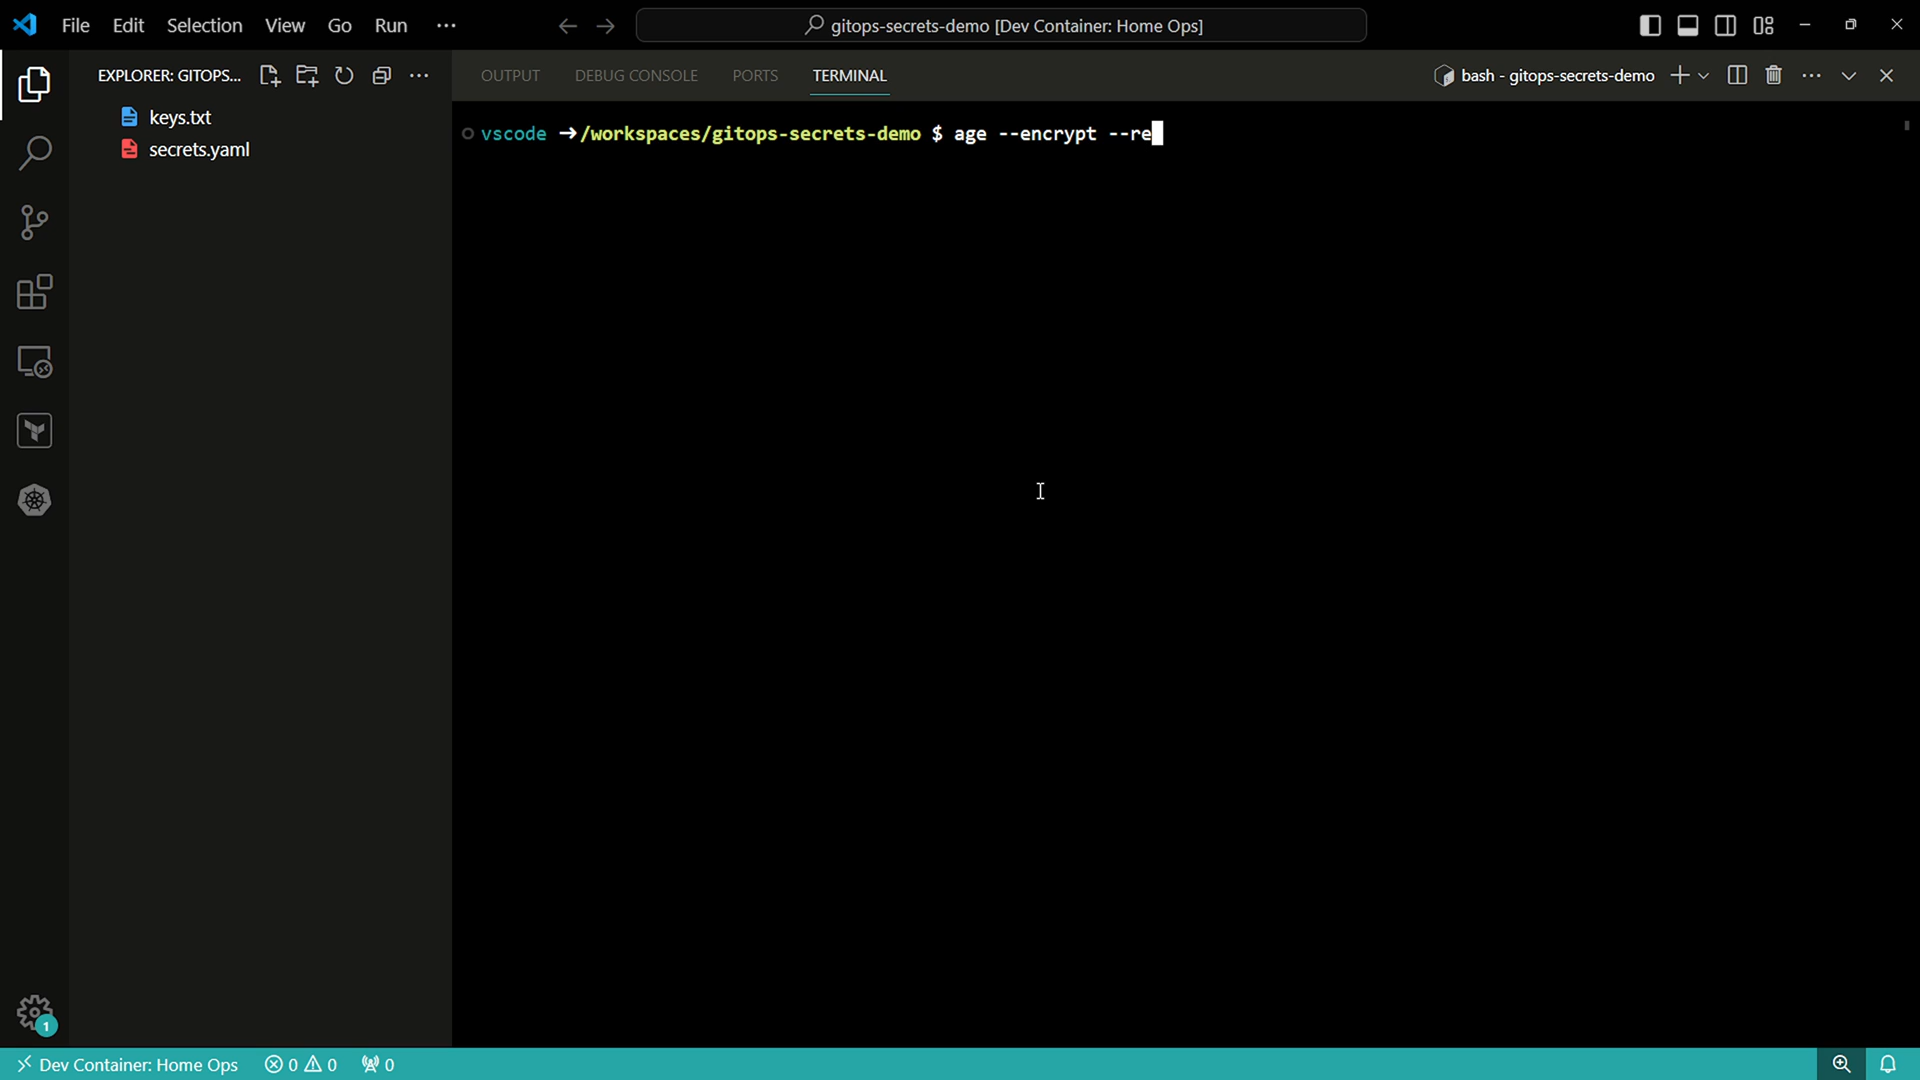 File Edit Selection View Go Run ···
gitops-secrets-demo [Dev Container: Home Ops]
EXPLORER: GITOPS...
keys.txt
secrets.yaml
OUTPUT DEBUG CONSOLE PORTS TERMINAL
bash - gitops-secrets-demo
vscode ➜ /workspaces/gitops-secrets-demo $ age --encrypt --re
1
Dev Container: Home Ops 0 0 0